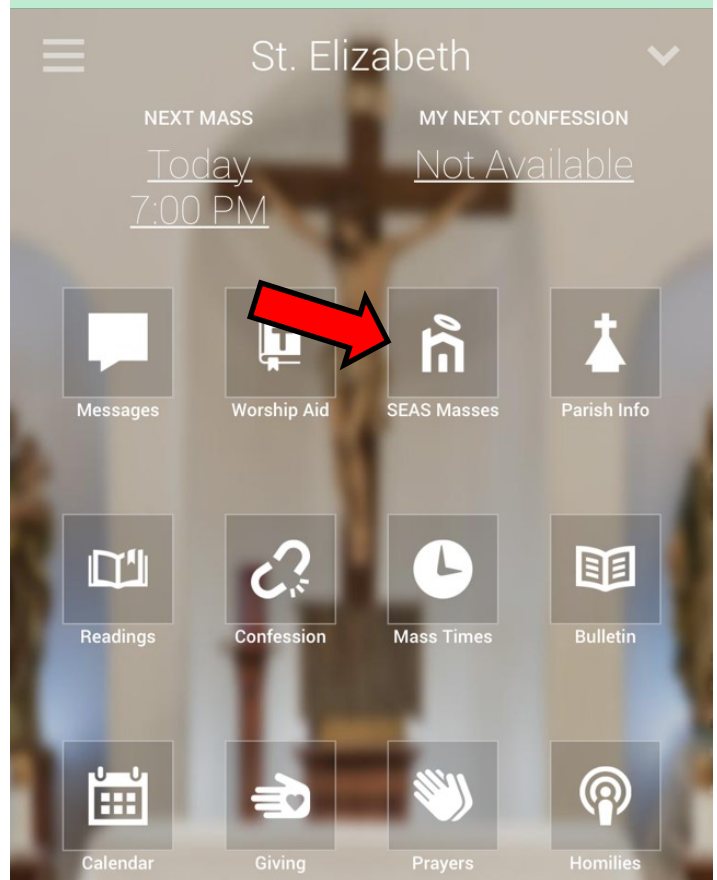 St. Elizabeth
NEXT MASS
Today
7:00 PM
MY NEXT CONFESSION
Not Available
Messages
Worship Aid
SEAS Masses
Parish Info
Readings
Confession
Mass Times
Bulletin
Calendar
Giving
Prayers
Homilies